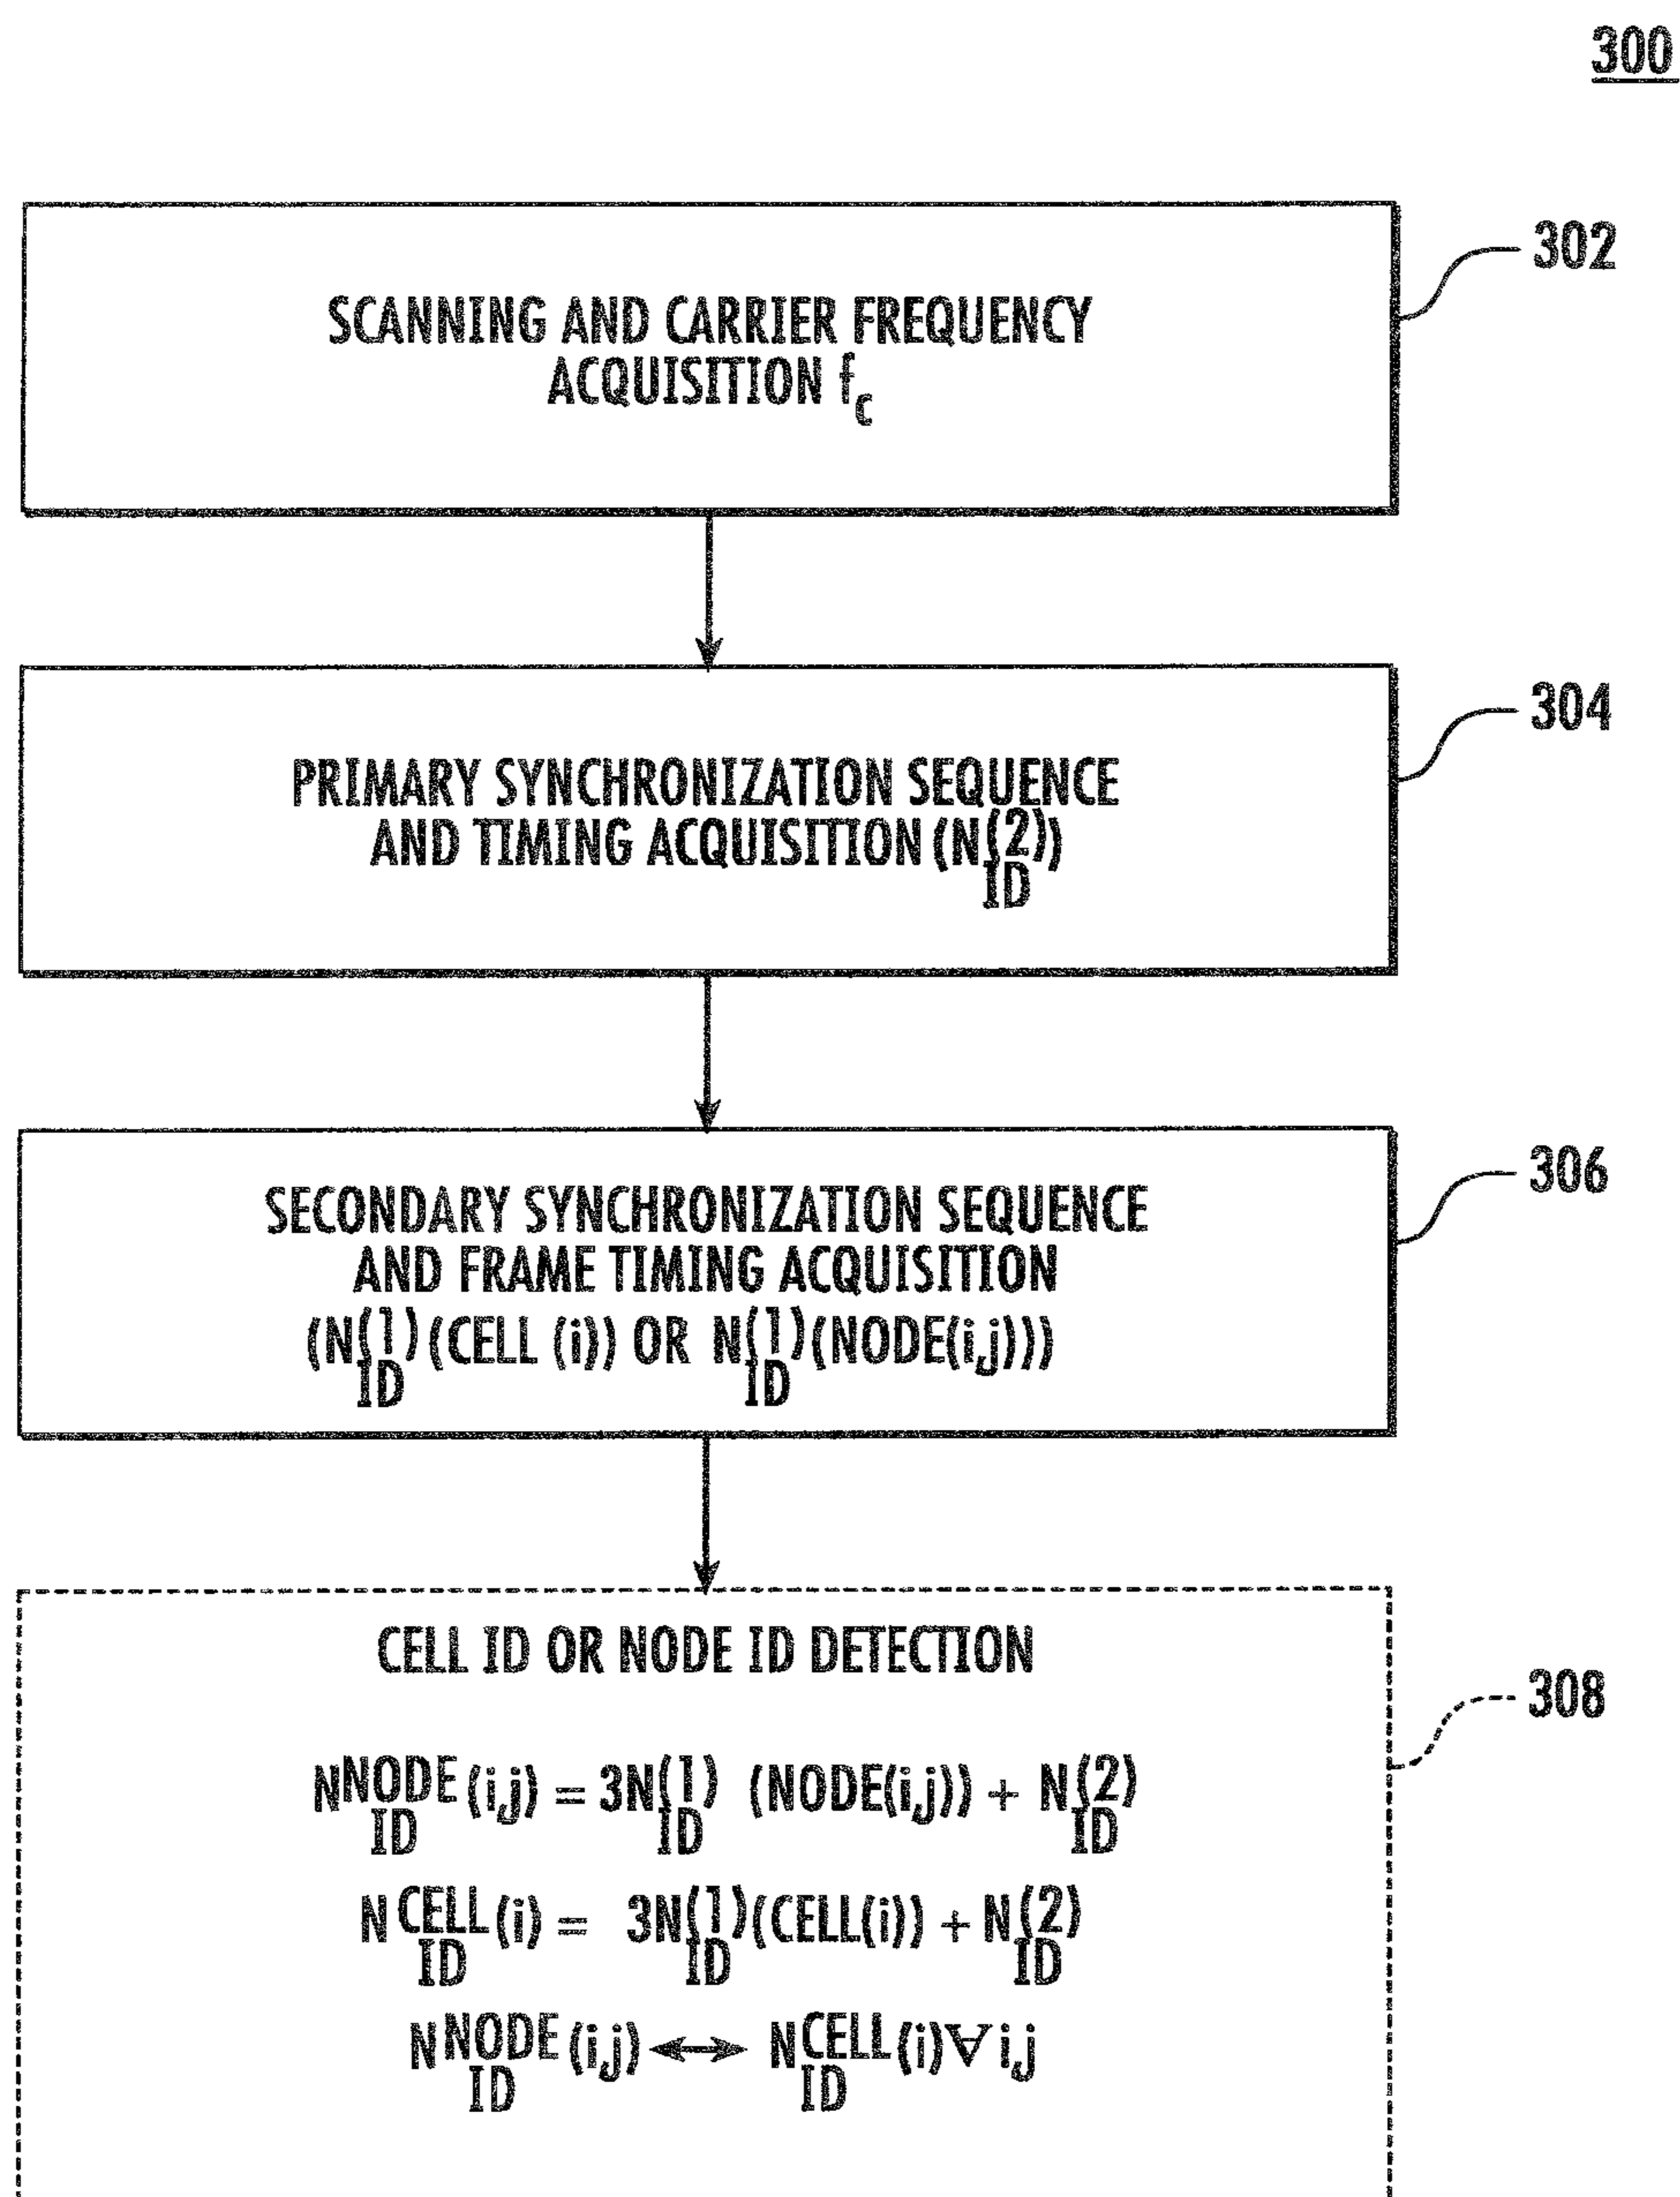 300
302
SCANNING AND CARRIER FREQUENCY
ACQUISITION f_c
304
PRIMARY SYNCHRONIZATION SEQUENCE
AND TIMING ACQUISITION (N_ID^(2))
306
SECONDARY SYNCHRONIZATION SEQUENCE
AND FRAME TIMING ACQUISITION
(N_ID^(1)(CELL (i)) OR N_ID^(1)(NODE(i,j)))
308
CELL ID OR NODE ID DETECTION
N_ID^NODE(i,j) = 3N_ID^(1) (NODE(i,j)) + N_ID^(2)
N_ID^CELL(i) = 3N_ID^(1)(CELL(i)) + N_ID^(2)
N_ID^NODE(i,j) ↔ N_ID^CELL(i)∀i,j